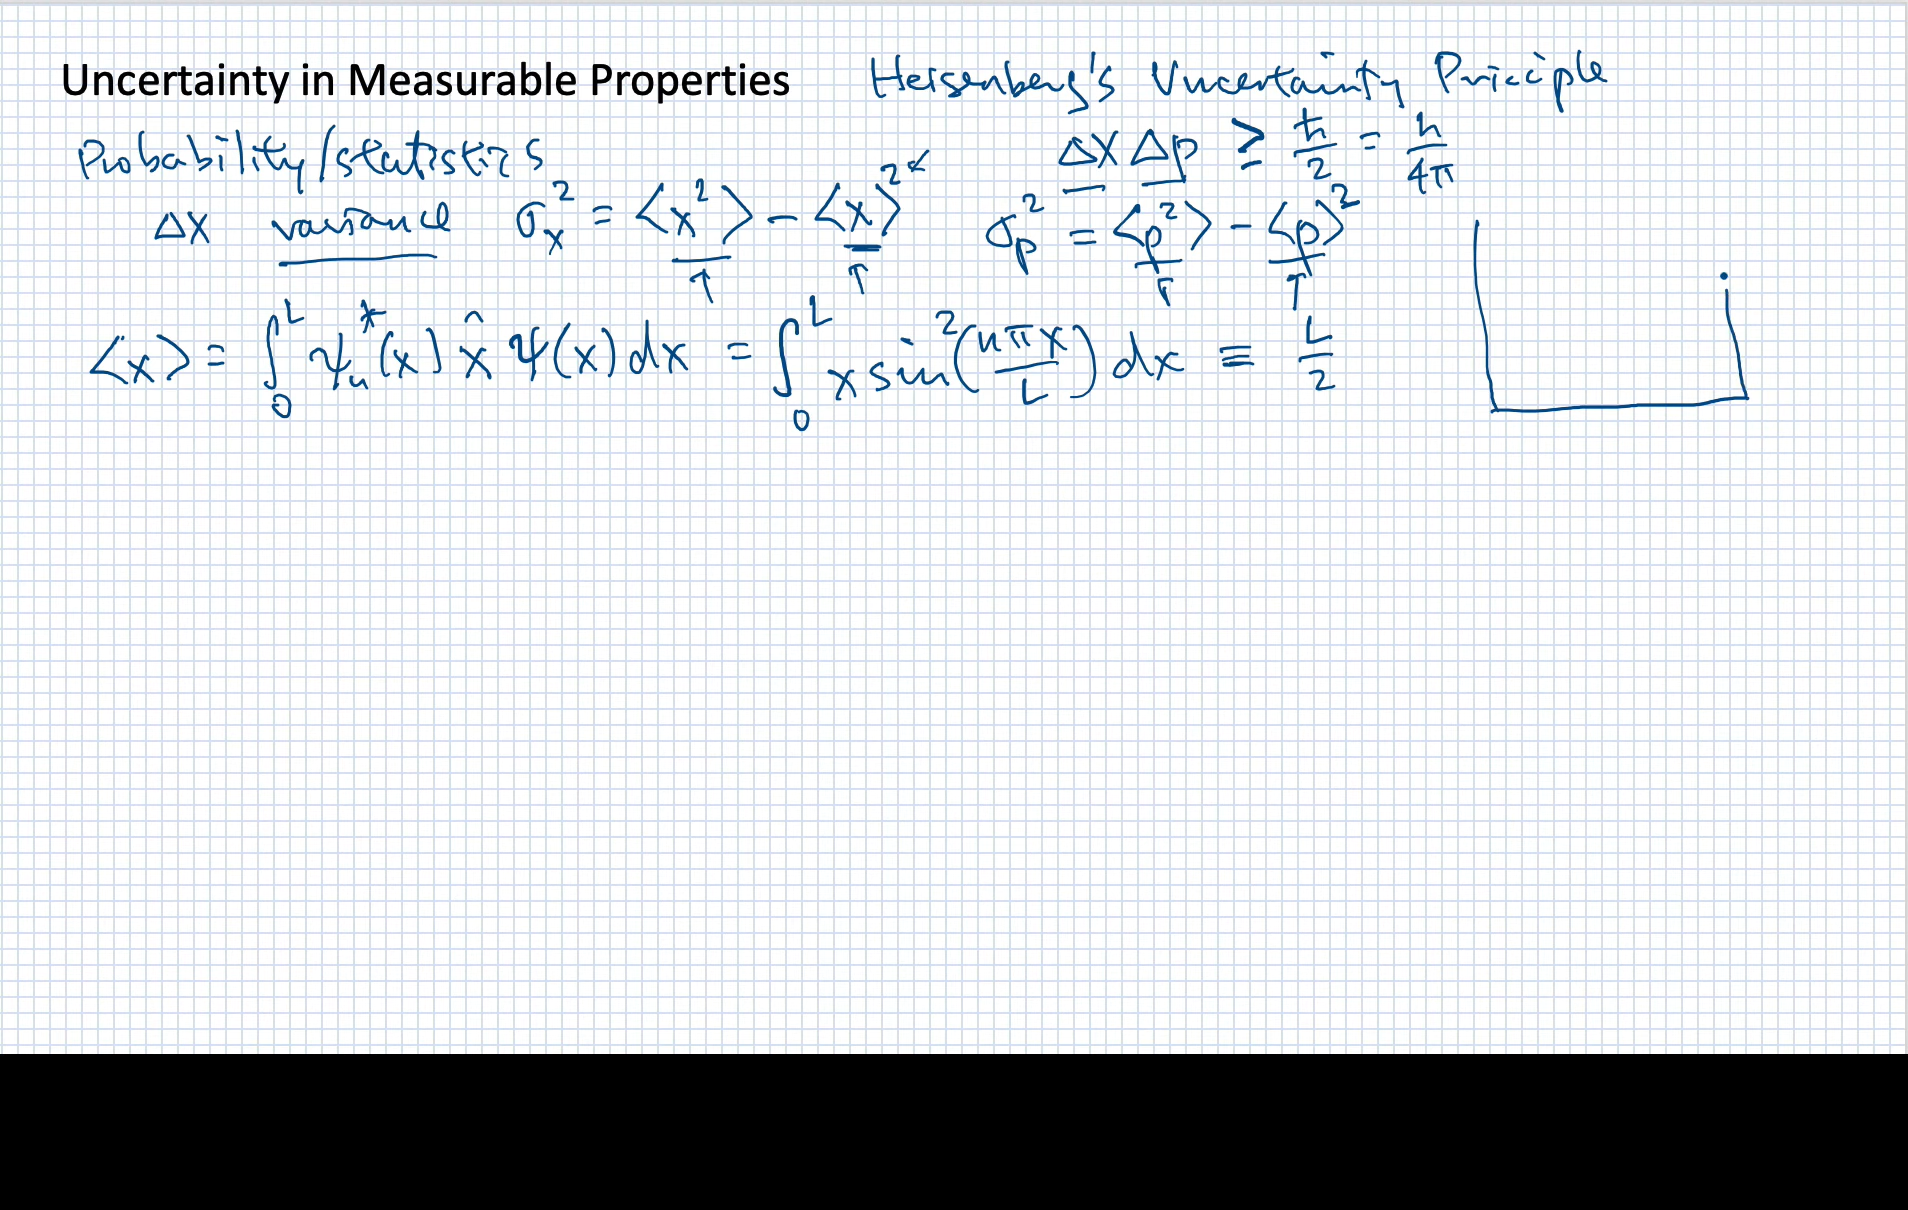 Uncertainty in Measurable Properties Heisenberg's Uncertainty Priciple
Probability/statistics ΔX Δp ≥ ħ/2 = h/4π
ΔX variance σₓ² = <x²> - <x>² σₚ² = <p²> - <p>²
<x> = ∫₀ᴸ ψₙ*(x) x̂ ψ(x) dx = ∫₀ᴸ x sin²(nπx/L) dx ≡ L/2